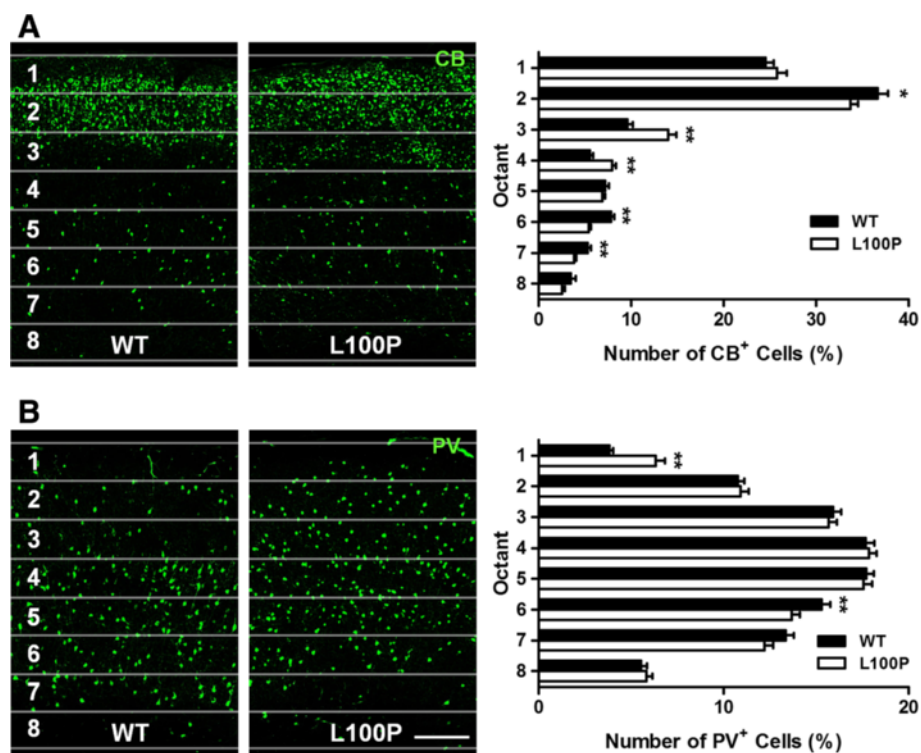 A
CB
1
2
3
4
5
6
7
8
WT
L100P
Octant
1
2
3
4
5
6
7
8
*
**
**
**
**
WT
L100P
0 10 20 30 40
Number of CB⁺ Cells (%)
B
PV
1
2
3
4
5
6
7
8
WT
L100P
Octant
1
2
3
4
5
6
7
8
**
**
WT
L100P
0 10 20
Number of PV⁺ Cells (%)